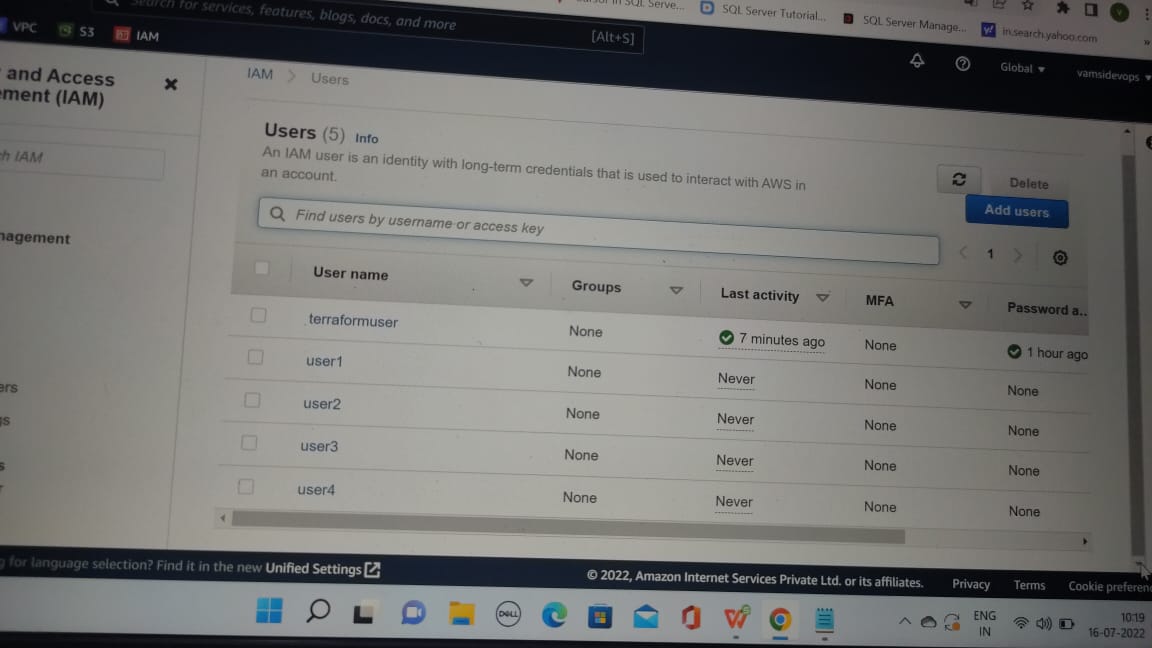 Search for services, features, blogs, docs, and more
[Alt+S]
SQL Server Tutorial...
SQL Server Manage...
in.search.yahoo.com
VPC
S3
IAM
Global
vamsidevops
and Access
ment (IAM)
IAM
IAM > Users
Users (5) Info
An IAM user is an identity with long-term credentials that is used to interact with AWS in
an account.
Delete
Add users
Find users by username or access key
1
nagement
User name Groups Last activity MFA Password a..
terraformuser None 7 minutes ago None 1 hour ago
user1 None Never None None
user2 None Never None None
user3 None Never None None
user4 None Never None None
ers
gs
s
for language selection? Find it in the new Unified Settings
© 2022, Amazon Internet Services Private Ltd. or its affiliates.
Privacy
Terms
Cookie preferen
DELL
ENG
IN
10:19
16-07-2022